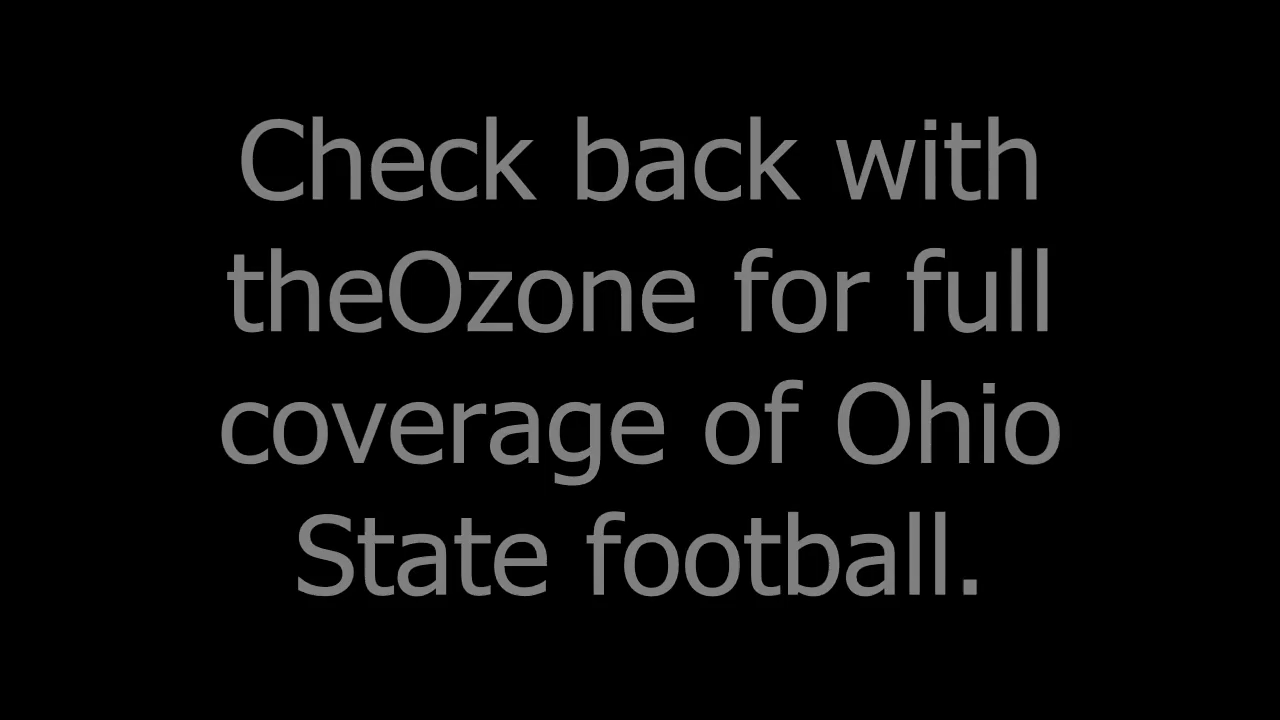 Check back with
theOzone for full
coverage of Ohio
State football.